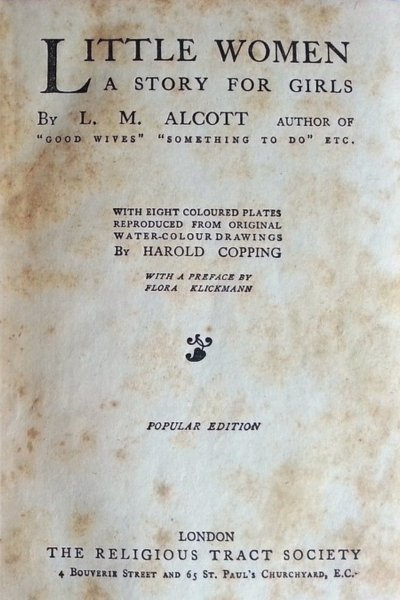 LITTLE WOMEN
A STORY FOR GIRLS
BY L. M. ALCOTT AUTHOR OF
"GOOD WIVES" "SOMETHING TO DO" ETC.
WITH EIGHT COLOURED PLATES
REPRODUCED FROM ORIGINAL
WATER-COLOUR DRAWINGS
BY HAROLD COPPING
WITH A PREFACE BY
FLORA KLICKMANN
POPULAR EDITION
LONDON
THE RELIGIOUS TRACT SOCIETY
4 BOUVERIE STREET AND 65 ST. PAUL'S CHURCHYARD, E.C.